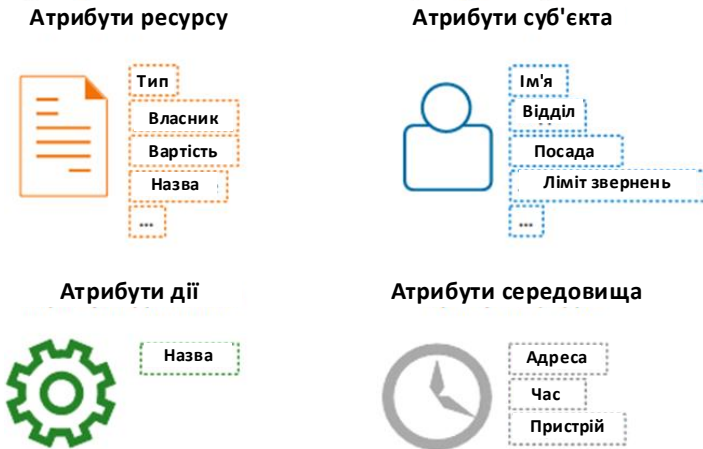 Атрибути ресурсу
Тип
Власник
Вартість
Назва
...
Атрибути суб'єкта
Ім'я
Відділ
Посада
Ліміт звернень
...
Атрибути дії
Назва
Атрибути середовища
Адреса
Час
Пристрій